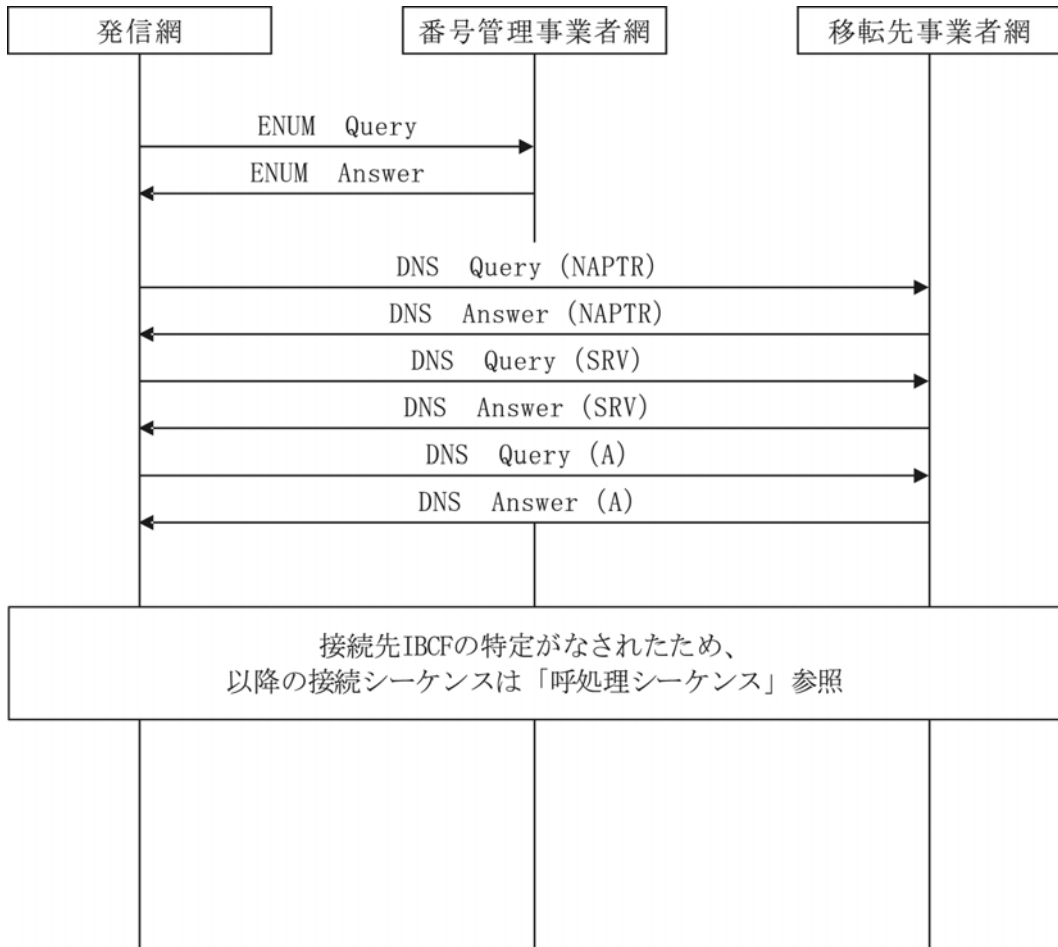 発信網
番号管理事業者網
移転先事業者網
ENUM Query
ENUM Answer
DNS Query (NAPTR)
DNS Answer (NAPTR)
DNS Query (SRV)
DNS Answer (SRV)
DNS Query (A)
DNS Answer (A)
接続先IBCFの特定がなされたため、
以降の接続シーケンスは「呼処理シーケンス」参照